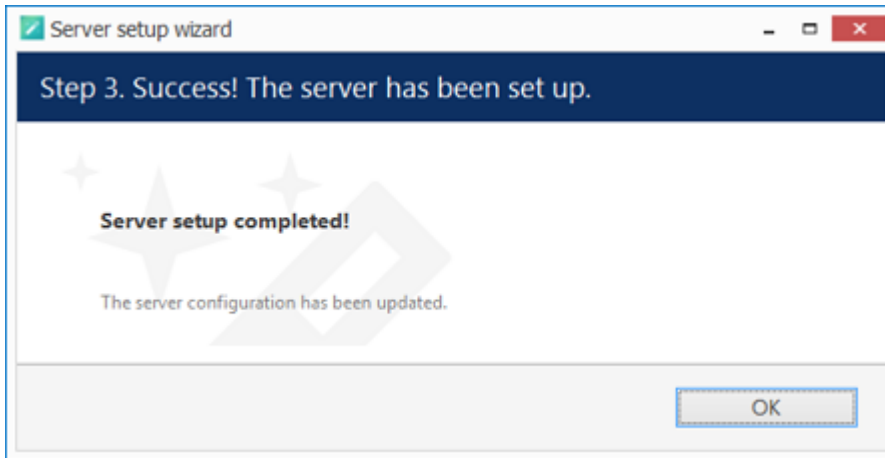 Server setup wizard
Step 3. Success! The server has been set up.
Server setup completed!
The server configuration has been updated.
OK